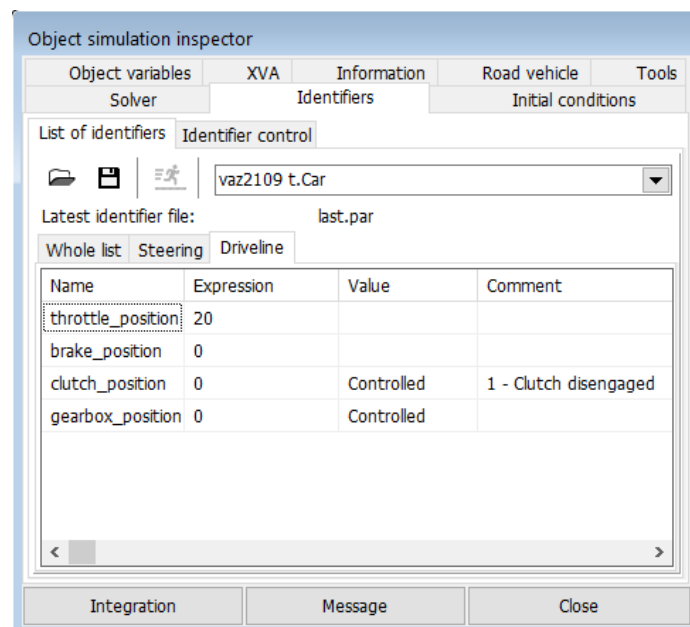 Object simulation inspector
Object variables XVA Information Road vehicle Tools
Solver Identifiers Initial conditions
List of identifiers Identifier control
vaz2109 t.Car
Latest identifier file: last.par
Whole list Steering Driveline
Name Expression Value Comment
throttle_position 20
brake_position 0
clutch_position 0 Controlled 1 - Clutch disengaged
gearbox_position 0 Controlled
Integration Message Close